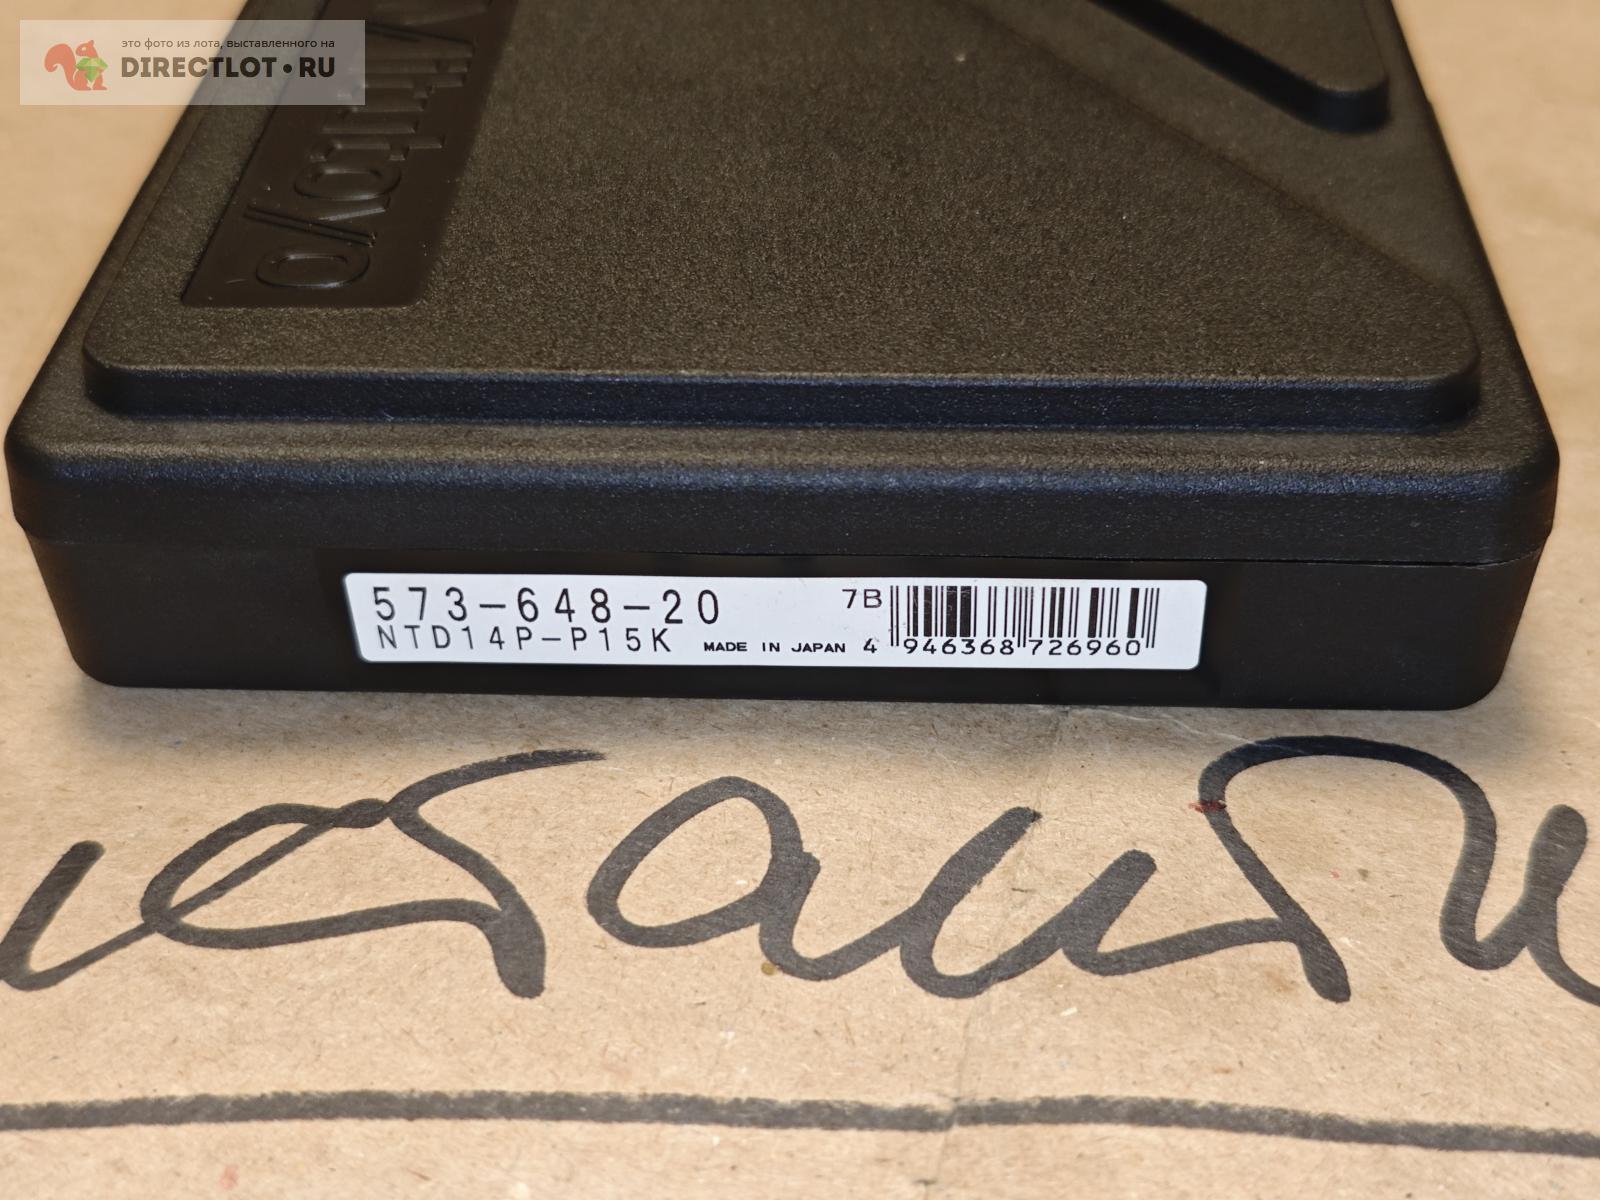 это фото из лота, выставленного на
DIRECTLOT.RU
Mitutoyo
573-648-20
7B
NTD14P-P15K
MADE IN JAPAN
4 946368 726960